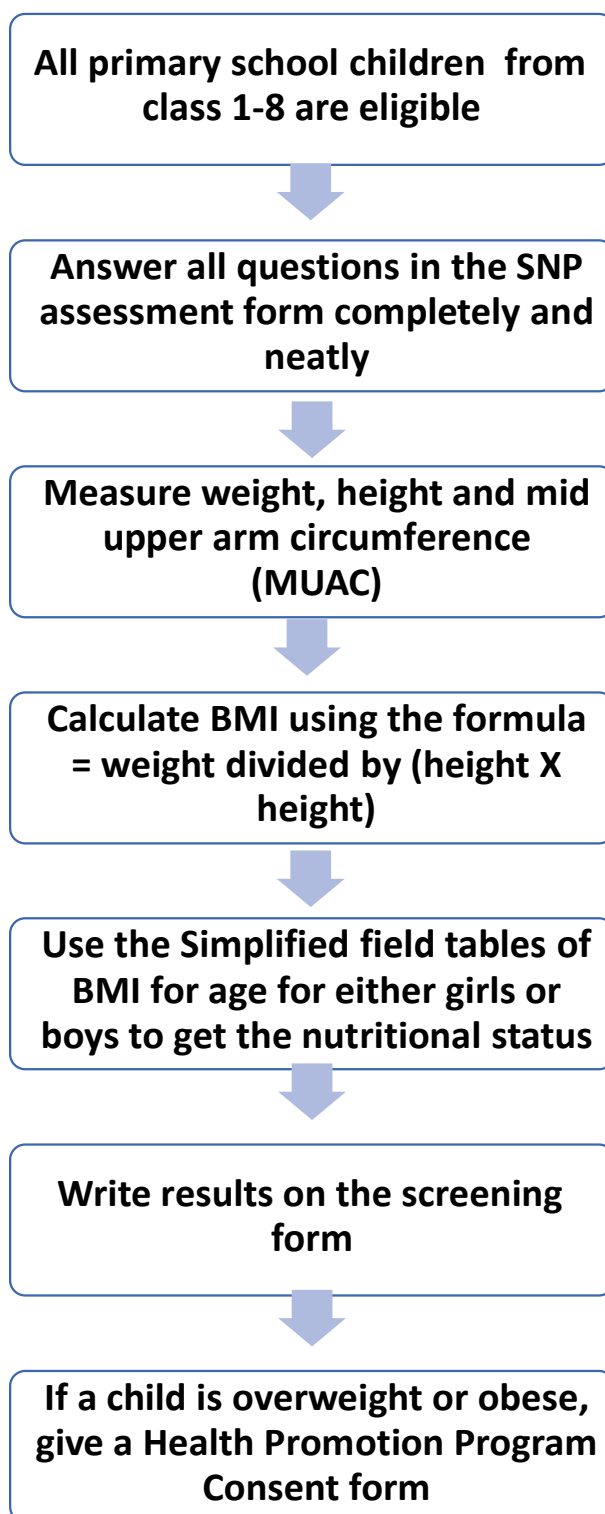 All primary school children from
class 1-8 are eligible
Answer all questions in the SNP
assessment form completely and
neatly
Measure weight, height and mid
upper arm circumference
(MUAC)
Calculate BMI using the formula
= weight divided by (height X
height)
Use the Simplified field tables of
BMI for age for either girls or
boys to get the nutritional status
Write results on the screening
form
If a child is overweight or obese,
give a Health Promotion Program
Consent form